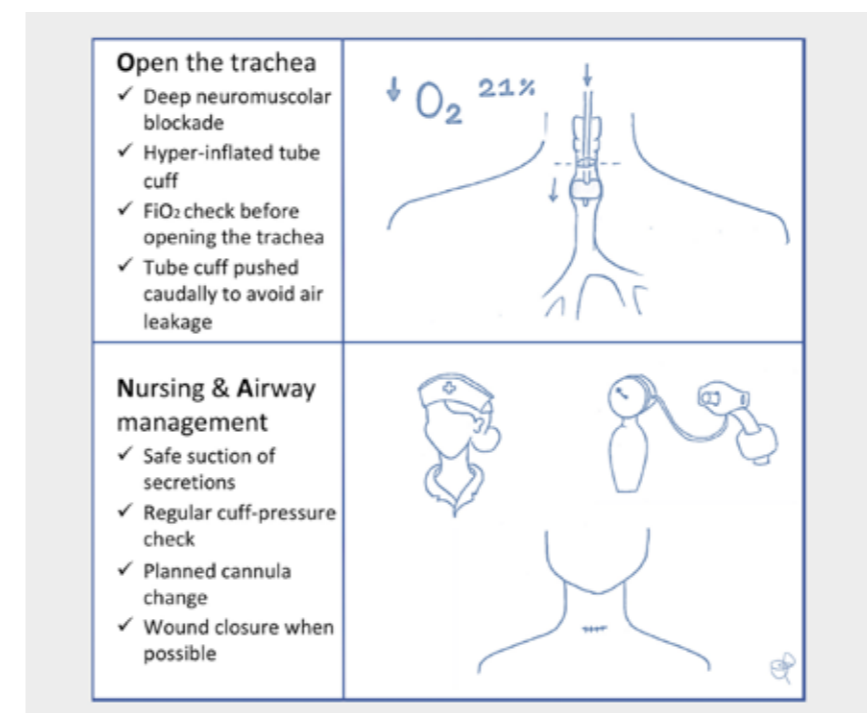 Open the trachea
✓ Deep neuromuscolar
blockade
✓ Hyper-inflated tube
cuff
✓ FiO₂ check before
opening the trachea
✓ Tube cuff pushed
caudally to avoid air
leakage
↓ O₂ 21%
Nursing & Airway
management
✓ Safe suction of
secretions
✓ Regular cuff-pressure
check
✓ Planned cannula
change
✓ Wound closure when
possible